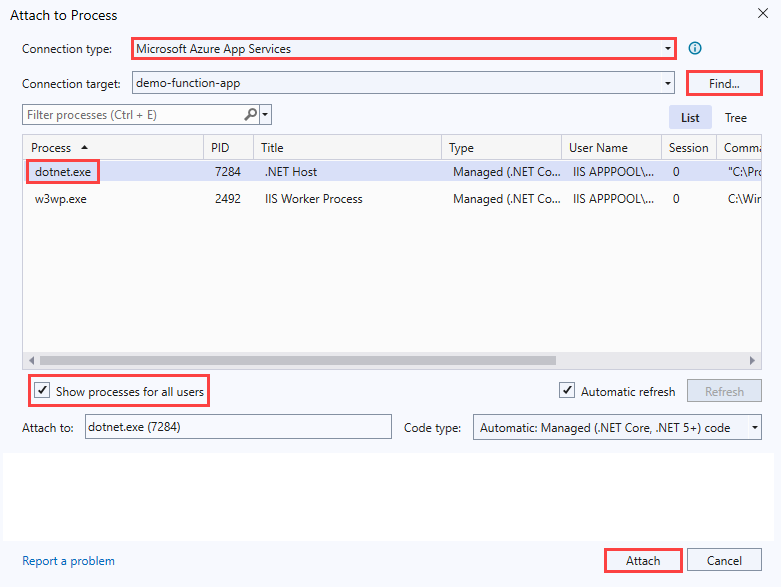 Attach to Process
Connection type: Microsoft Azure App Services
Connection target: demo-function-app Find...
Filter processes (Ctrl + E) List Tree
Process PID Title Type User Name Session Comma
dotnet.exe 7284 .NET Host Managed (.NET Co... IIS APPPOOL\... 0 "C:\Pro
w3wp.exe 2492 IIS Worker Process Managed (.NET Co... IIS APPPOOL\... 0 C:\Win
Show processes for all users Automatic refresh Refresh
Attach to: dotnet.exe (7284) Code type: Automatic: Managed (.NET Core, .NET 5+) code
Report a problem Attach Cancel